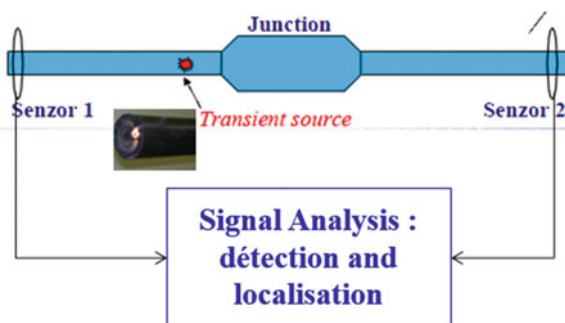 Junction
Senzor 1
Senzor 2
Transient source
Signal Analysis :
détection and
localisation